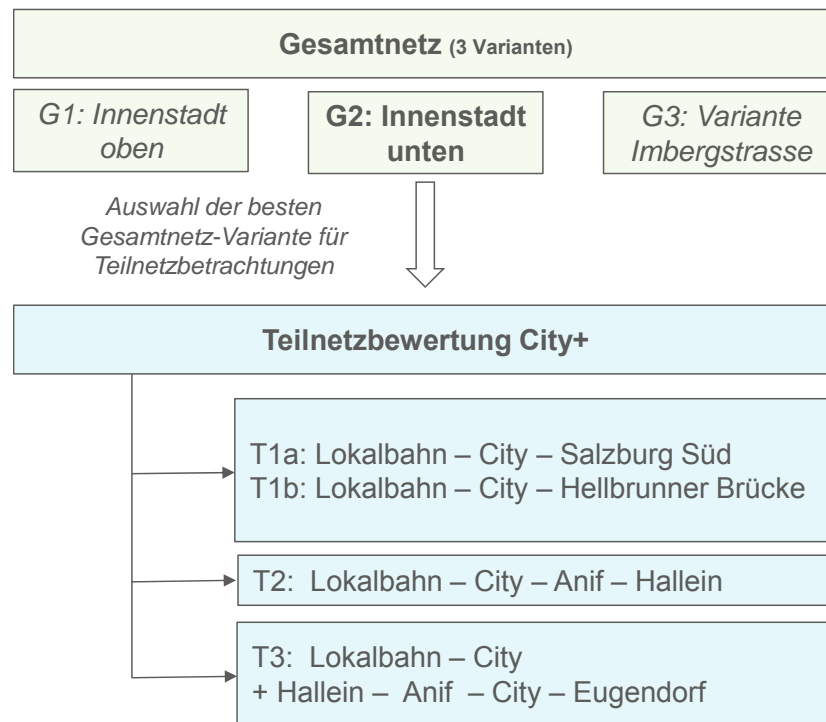 Gesamtnetz (3 Varianten)
G1: Innenstadt
oben
G2: Innenstadt
unten
G3: Variante
Imbergstrasse
Auswahl der besten
Gesamtnetz-Variante für
Teilnetzbetrachtungen
Teilnetzbewertung City+
T1a: Lokalbahn – City – Salzburg Süd
T1b: Lokalbahn – City – Hellbrunner Brücke
T2: Lokalbahn – City – Anif – Hallein
T3: Lokalbahn – City
+ Hallein – Anif – City – Eugendorf